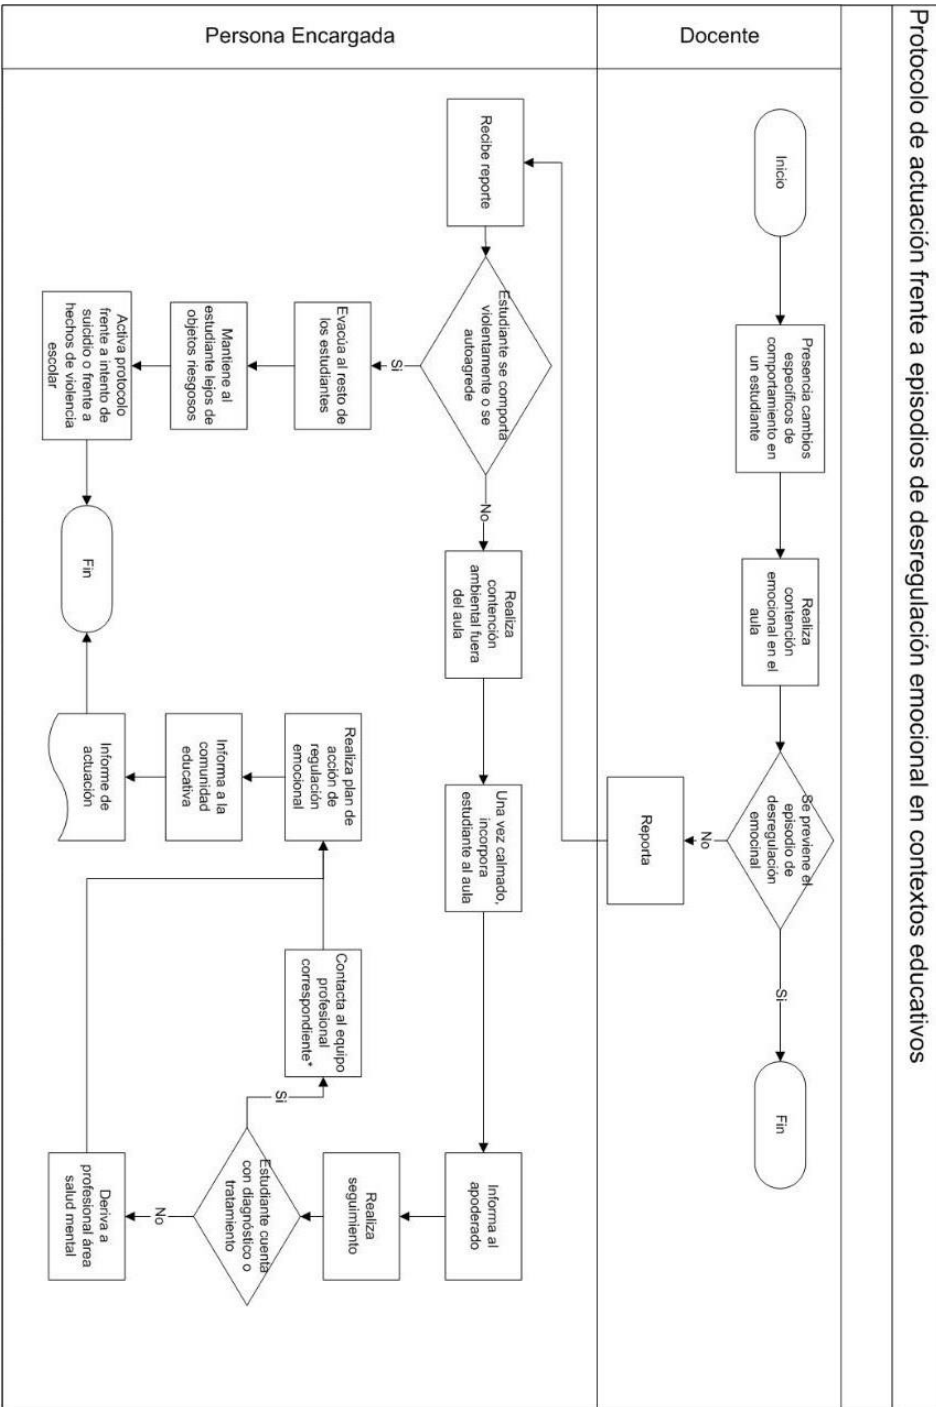 Protocolo de actuación frente a episodios de desregulación emocional en contextos educativos
Docente
Inicio
Presencia cambios
específicos de
comportamiento en
un estudiante
Realiza
contención
emocional en el
aula
Se previene el
episodio de
desregulación
emocinal
Si
Fin
No
Reporta
Persona Encargada
Recibe reporte
Estudiante se comporta
violentamente o se
autoagrede
No
Realiza
contención
ambiental fuera
del aula
Una vez calmado,
incorpora
estudiante al aula
Informa al
apoderado
Si
Evacúa al resto de
los estudiantes
Mantiene al
estudiante lejos de
objetos riesgosos
Activa protocolo
frente a intento de
suicidio o frente a
hechos de violencia
escolar
Fin
Realiza
seguimiento
Estudiante cuenta
con diagnóstico o
tratamiento
Si
Contacta al equipo
profesional
correspondiente*
No
Deriva a
profesional área
salud mental
Realiza plan de
acción de
regulación
emocional
Informa a la
comunidad
educativa
Informe de
actuación